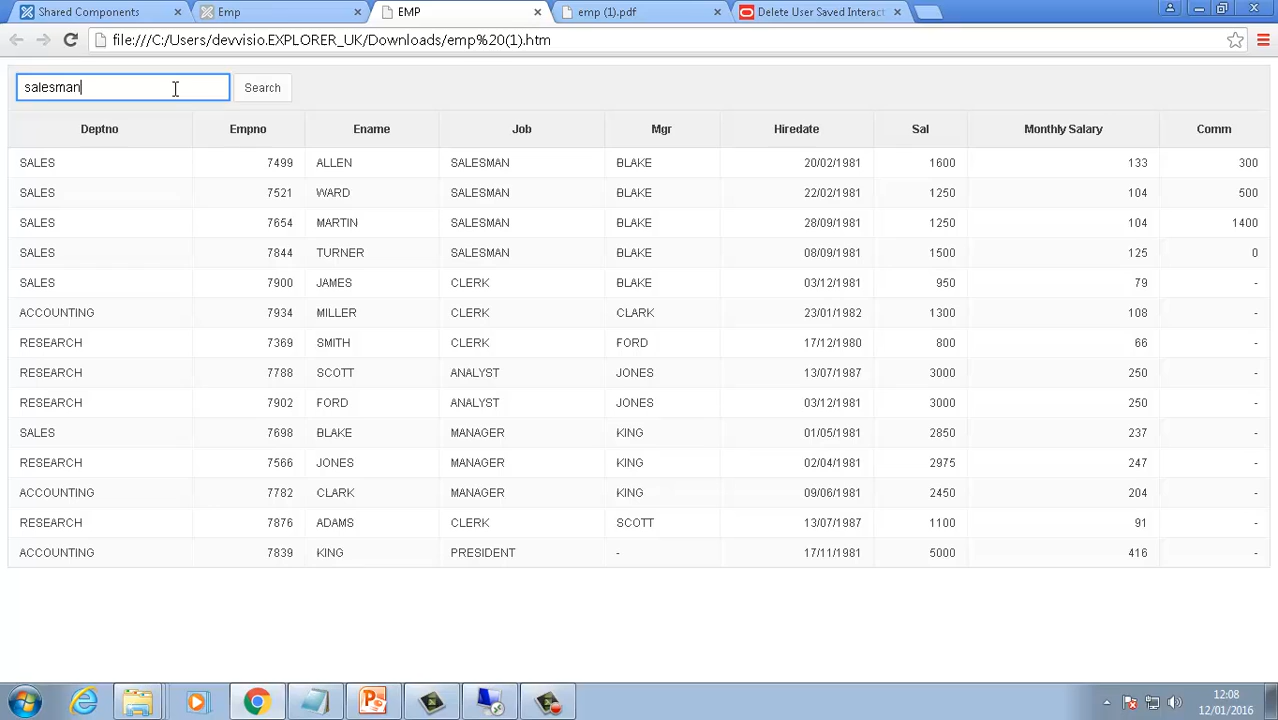 Shared Components
Emp
EMP
emp (1).pdf
Delete User Saved Interact
file:///C:/Users/devvisio.EXPLORER_UK/Downloads/emp%20(1).htm
salesman Search
Deptno Empno Ename Job Mgr Hiredate Sal Monthly Salary Comm
SALES 7499 ALLEN SALESMAN BLAKE 20/02/1981 1600 133 300
SALES 7521 WARD SALESMAN BLAKE 22/02/1981 1250 104 500
SALES 7654 MARTIN SALESMAN BLAKE 28/09/1981 1250 104 1400
SALES 7844 TURNER SALESMAN BLAKE 08/09/1981 1500 125 0
SALES 7900 JAMES CLERK BLAKE 03/12/1981 950 79 -
ACCOUNTING 7934 MILLER CLERK CLARK 23/01/1982 1300 108 -
RESEARCH 7369 SMITH CLERK FORD 17/12/1980 800 66 -
RESEARCH 7788 SCOTT ANALYST JONES 13/07/1987 3000 250 -
RESEARCH 7902 FORD ANALYST JONES 03/12/1981 3000 250 -
SALES 7698 BLAKE MANAGER KING 01/05/1981 2850 237 -
RESEARCH 7566 JONES MANAGER KING 02/04/1981 2975 247 -
ACCOUNTING 7782 CLARK MANAGER KING 09/06/1981 2450 204 -
RESEARCH 7876 ADAMS CLERK SCOTT 13/07/1987 1100 91 -
ACCOUNTING 7839 KING PRESIDENT - 17/11/1981 5000 416 -
12:08
12/01/2016